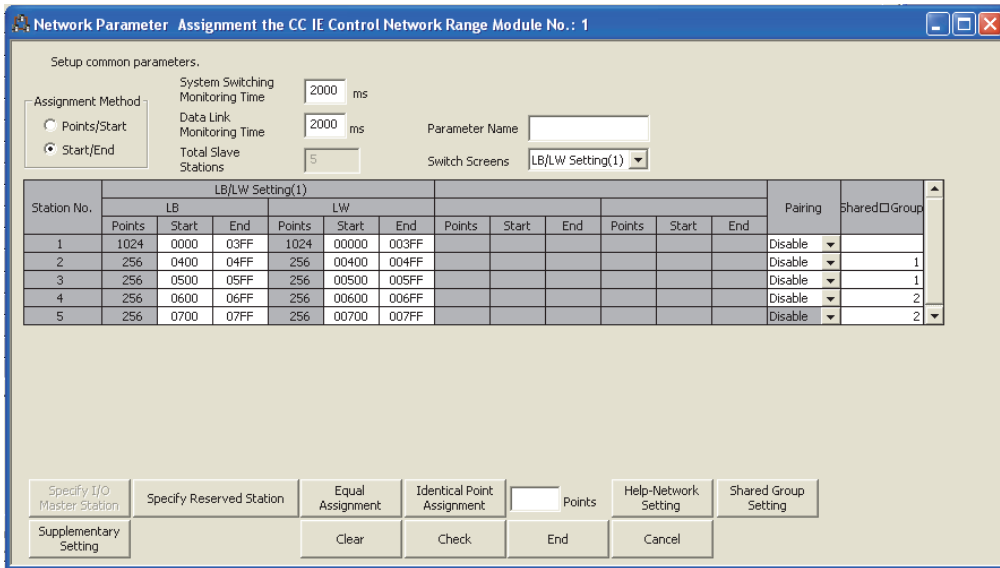 Network Parameter Assignment the CC IE Control Network Range Module No.: 1
Setup common parameters.
Assignment Method
Points/Start
Start/End
System Switching
Monitoring Time
2000 ms
Data Link
Monitoring Time
2000 ms
Total Slave
Stations
5
Parameter Name
Switch Screens LB/LW Setting(1)
Station No. LB/LW Setting(1) Pairing Shared□Group
LB LW
Points Start End Points Start End Points Start End Points Start End
1 1024 0000 03FF 1024 00000 003FF Disable
2 256 0400 04FF 256 00400 004FF Disable 1
3 256 0500 05FF 256 00500 005FF Disable 1
4 256 0600 06FF 256 00600 006FF Disable 2
5 256 0700 07FF 256 00700 007FF Disable 2
Specify I/O
Master Station
Specify Reserved Station
Equal
Assignment
Identical Point
Assignment
Points
Help-Network
Setting
Shared Group
Setting
Supplementary
Setting
Clear
Check
End
Cancel